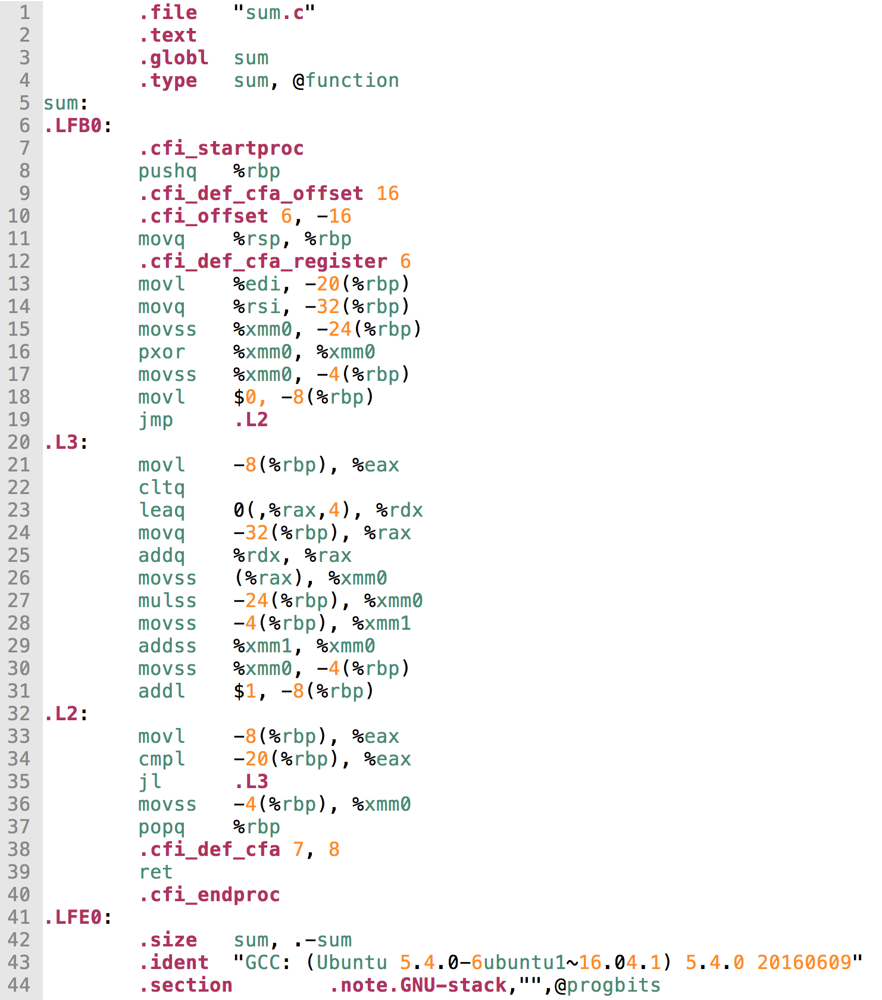 1 .file "sum.c"
2 .text
3 .globl sum
4 .type sum, @function
5 sum:
6 .LFB0:
7 .cfi_startproc
8 pushq %rbp
9 .cfi_def_cfa_offset 16
10 .cfi_offset 6, -16
11 movq %rsp, %rbp
12 .cfi_def_cfa_register 6
13 movl %edi, -20(%rbp)
14 movq %rsi, -32(%rbp)
15 movss %xmm0, -24(%rbp)
16 pxor %xmm0, %xmm0
17 movss %xmm0, -4(%rbp)
18 movl $0, -8(%rbp)
19 jmp .L2
20 .L3:
21 movl -8(%rbp), %eax
22 cltq
23 leaq 0(,%rax,4), %rdx
24 movq -32(%rbp), %rax
25 addq %rdx, %rax
26 movss (%rax), %xmm0
27 mulss -24(%rbp), %xmm0
28 movss -4(%rbp), %xmm1
29 addss %xmm1, %xmm0
30 movss %xmm0, -4(%rbp)
31 addl $1, -8(%rbp)
32 .L2:
33 movl -8(%rbp), %eax
34 cmpl -20(%rbp), %eax
35 jl .L3
36 movss -4(%rbp), %xmm0
37 popq %rbp
38 .cfi_def_cfa 7, 8
39 ret
40 .cfi_endproc
41 .LFE0:
42 .size sum, .-sum
43 .ident "GCC: (Ubuntu 5.4.0-6ubuntu1~16.04.1) 5.4.0 20160609"
44 .section .note.GNU-stack,"",@progbits